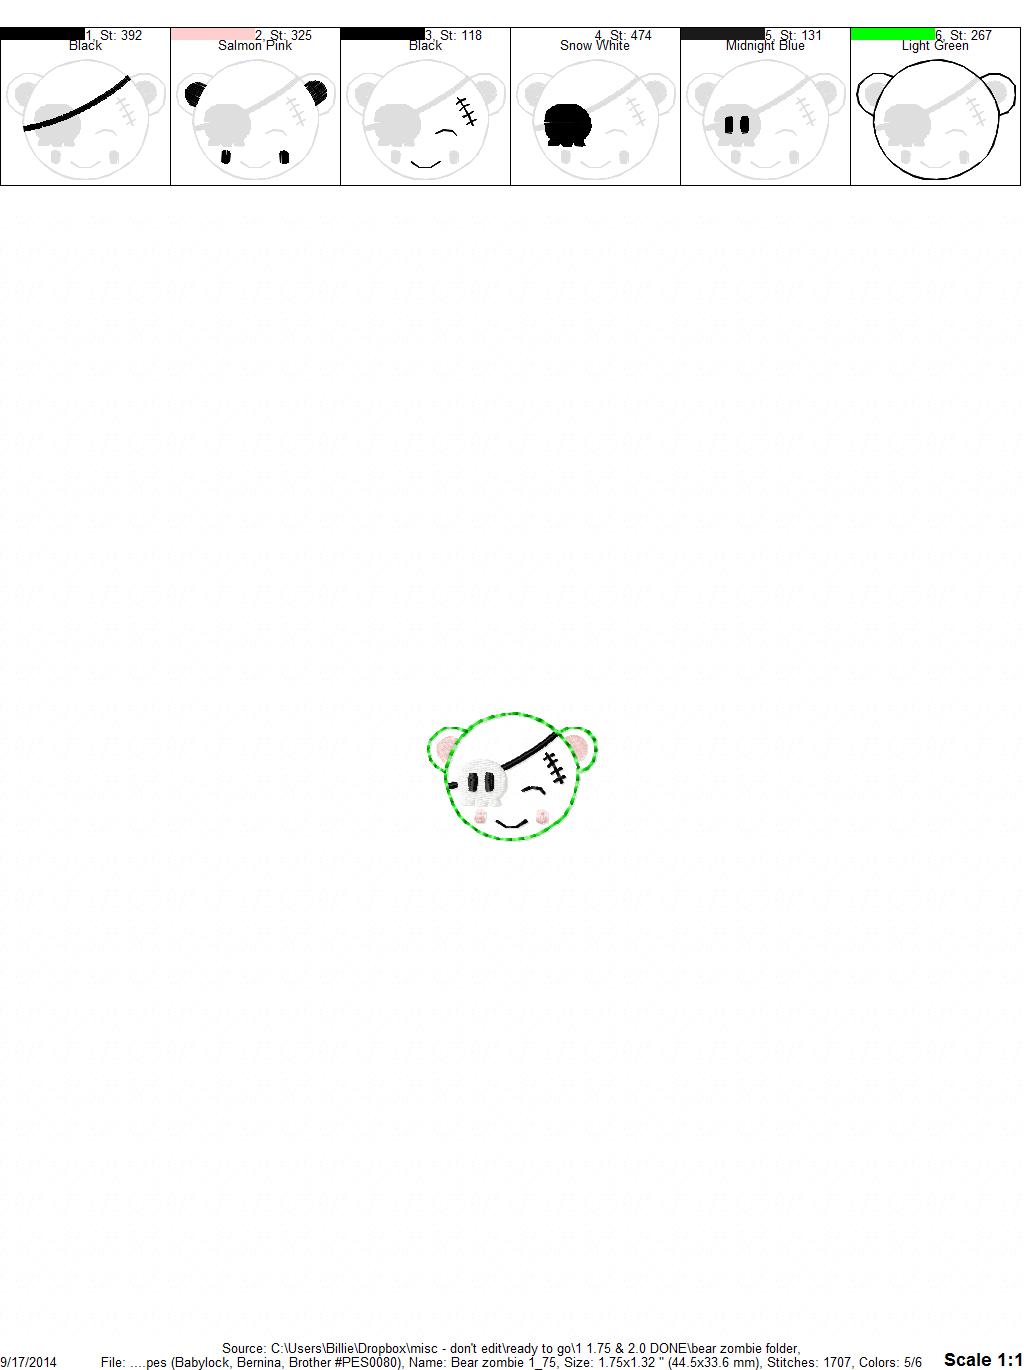 1, St: 392 2, St: 325 3, St: 118 4, St: 474 5, St: 131 6, St: 267
Black Salmon Pink Black Snow White Midnight Blue Light Green
Source: C:\Users\Billie\Dropbox\misc - don't edit\ready to go\1 1.75 & 2.0 DONE\bear zombie folder,
9/17/2014 File: ....pes (Babylock, Bernina, Brother #PES0080), Name: Bear zombie 1_75, Size: 1.75x1.32 " (44.5x33.6 mm), Stitches: 1707, Colors: 5/6 Scale 1:1